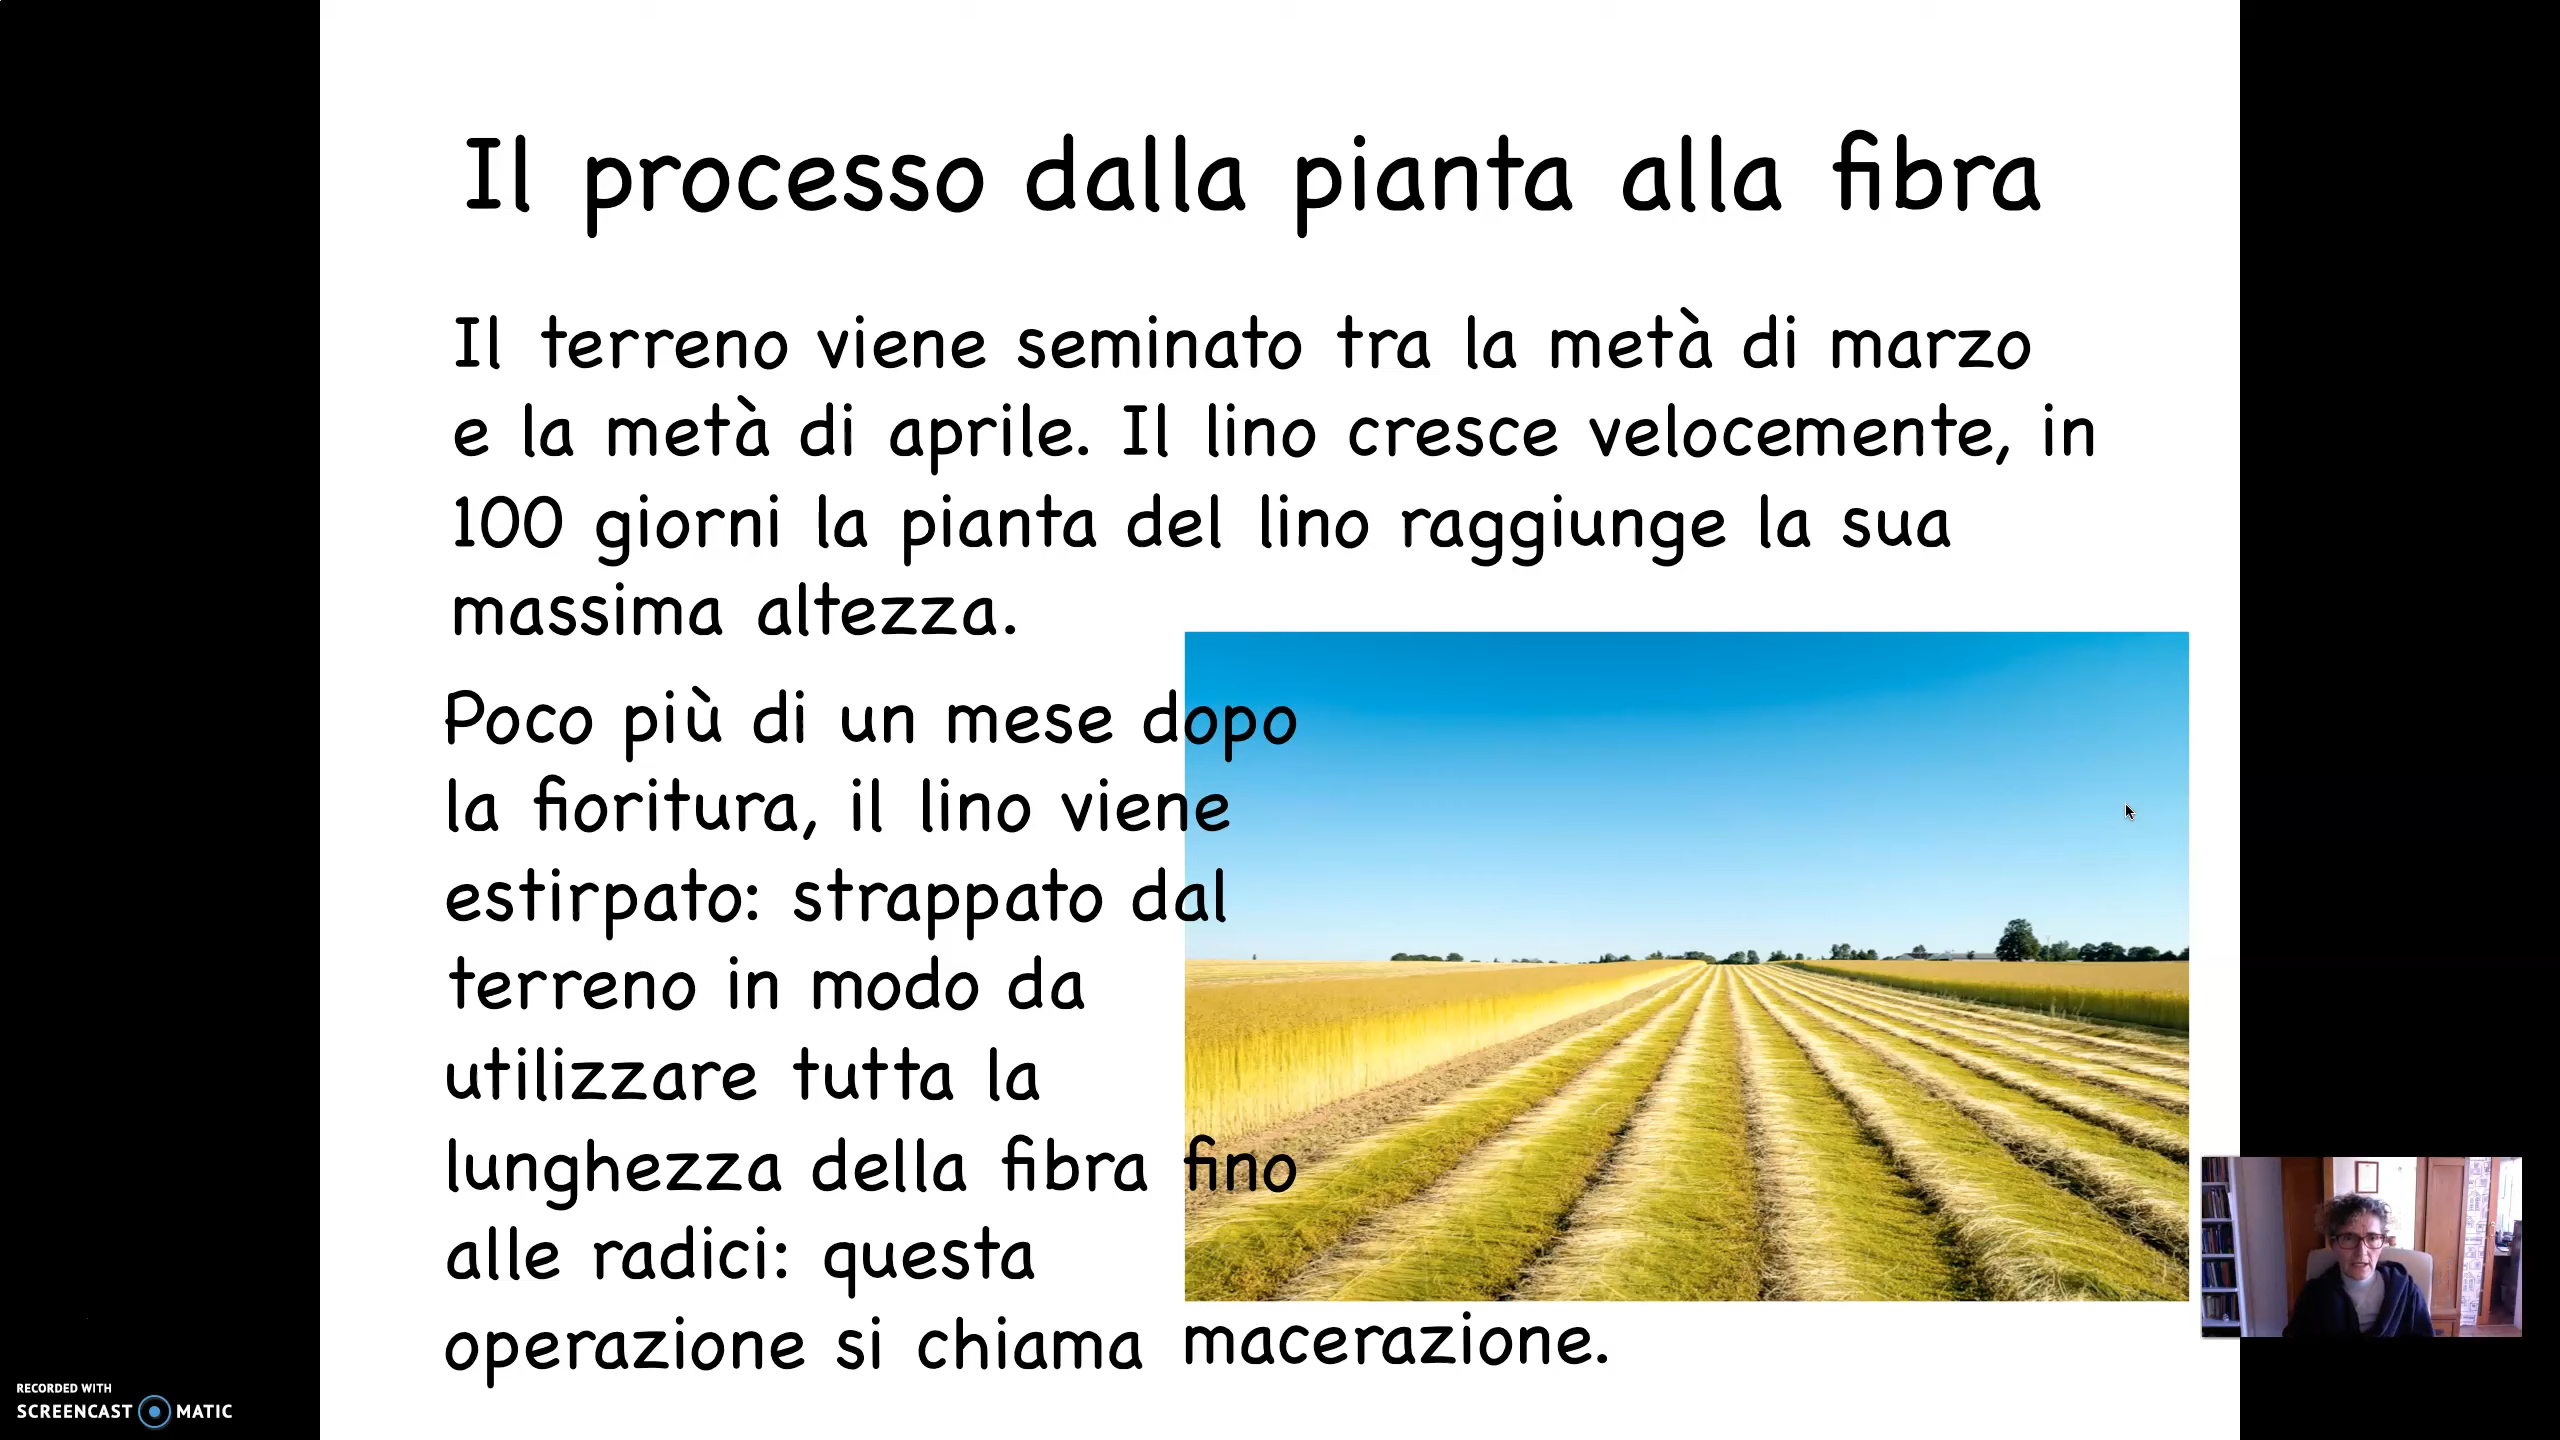 Il processo dalla pianta alla fibra
Il terreno viene seminato tra la metà di marzo
e la metà di aprile. Il lino cresce velocemente, in
100 giorni la pianta del lino raggiunge la sua
massima altezza.
Poco più di un mese dopo
la fioritura, il lino viene
estirpato: strappato dal
terreno in modo da
utilizzare tutta la
lunghezza della fibra fino
alle radici: questa
operazione si chiama macerazione.
RECORDED WITH
SCREENCAST MATIC